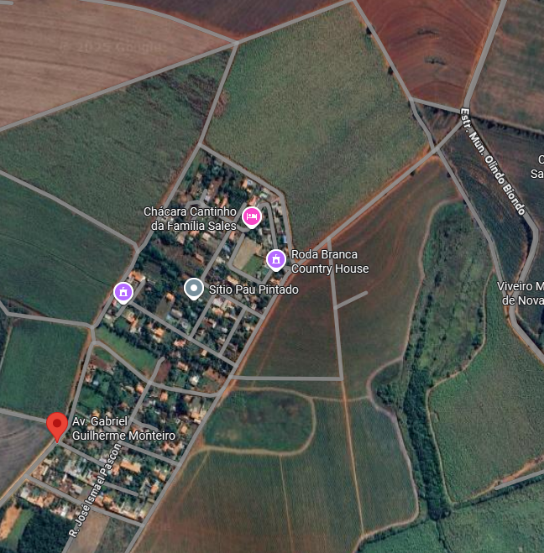 © 2025 Google
Estr. Mun. Olindo Biondo
Chácara Cantinho
da Família Sales
Roda Branca
Country House
Sítio Pau Pintado
Viveiro M
de Nova
Av. Gabriel
Guilherme Monteiro
R. José Ismael Pascon
C
Sa